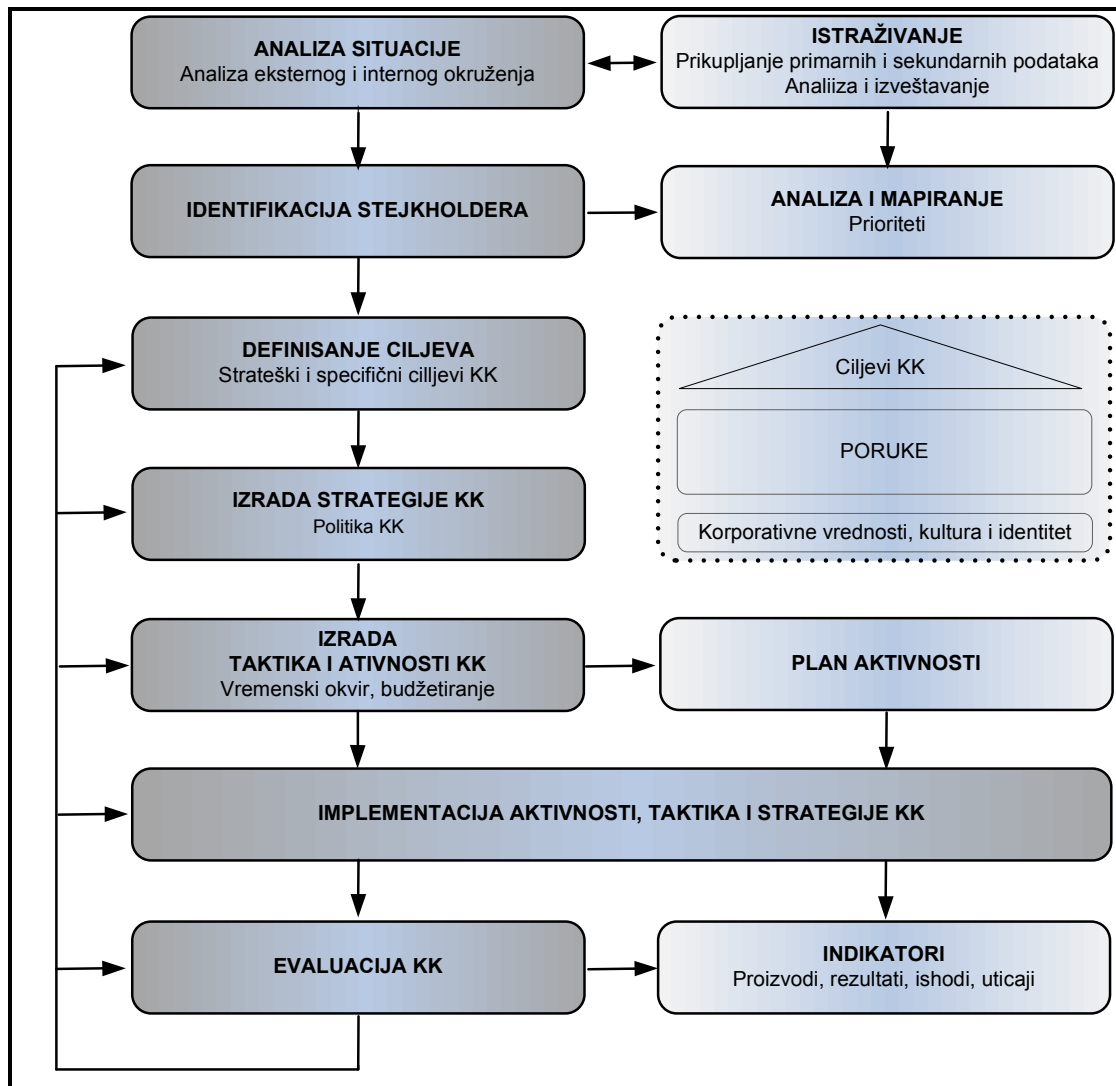 ANALIZA SITUACIJE
Analiza eksternog i internog okruženja
ISTRAŽIVANJE
Prikupljanje primarnih i sekundarnih podataka
Analiiza i izveštavanje
IDENTIFIKACIJA STEJKHOLDERA
ANALIZA I MAPIRANJE
Prioriteti
DEFINISANJE CILJEVA
Strateški i specifični cilljevi KK
Ciljevi KK
PORUKE
Korporativne vrednosti, kultura i identitet
IZRADA STRATEGIJE KK
Politika KK
IZRADA
TAKTIKA I ATIVNOSTI KK
Vremenski okvir, budžetiranje
PLAN AKTIVNOSTI
IMPLEMENTACIJA AKTIVNOSTI, TAKTIKA I STRATEGIJE KK
EVALUACIJA KK
INDIKATORI
Proizvodi, rezultati, ishodi, uticaji